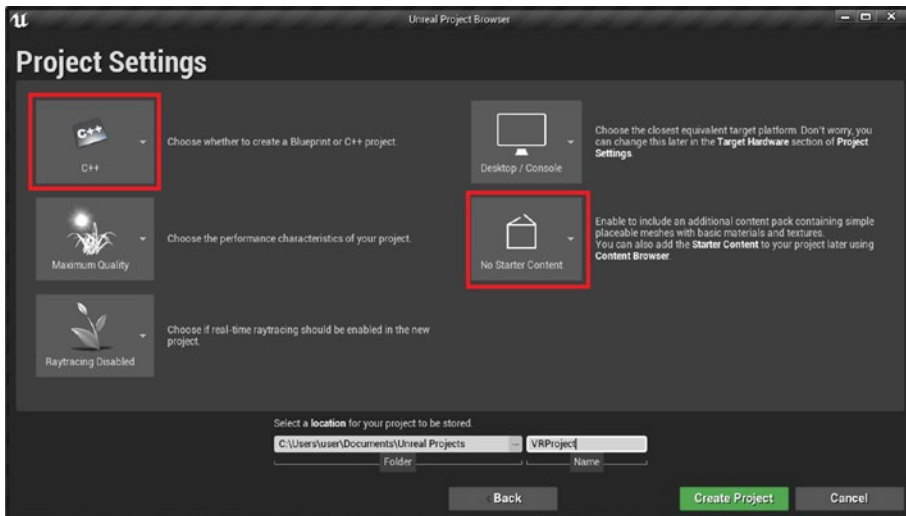 Unreal Project Browser
Project Settings
C++
C++
Choose whether to create a Blueprint or C++ project.
Desktop / Console
Choose the closest equivalent target platform. Don't worry, you
can change this later in the Target Hardware section of Project
Settings.
Maximum Quality
Choose the performance characteristics of your project.
No Starter Content
Enable to include an additional content pack containing simple
placeable meshes with basic materials and textures.
You can also add the Starter Content to your project later using
Content Browser.
Raytracing Disabled
Choose if real-time raytracing should be enabled in the new
project.
Select a location for your project to be stored.
C:\Users\user\Documents\Unreal Projects ... VRProject
Folder Name
Back Create Project Cancel